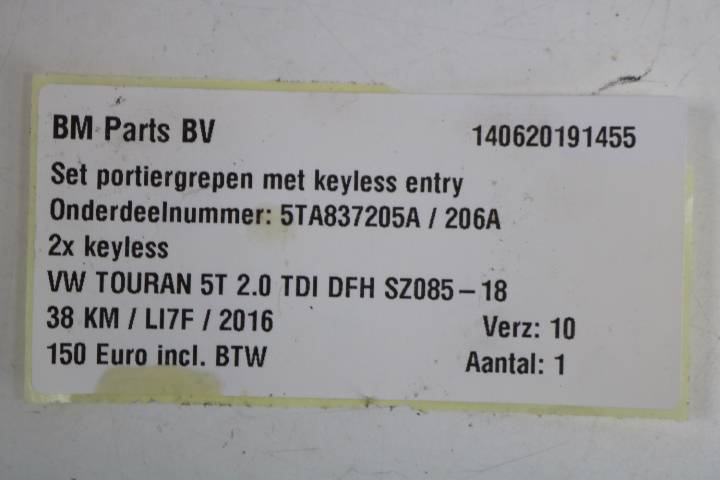 BM Parts BV 140620191455
Set portiergrepen met keyless entry
Onderdeelnummer: 5TA837205A / 206A
2x keyless
VW TOURAN 5T 2.0 TDI DFH SZ085-18
38 KM / LI7F / 2016 Verz: 10
150 Euro incl. BTW Aantal: 1